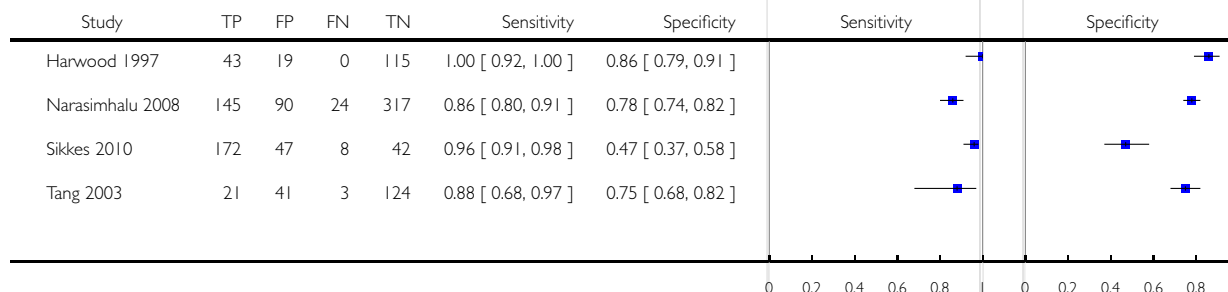 Study TP FP FN TN Sensitivity Specificity Sensitivity Specificity
Harwood 1997 43 19 0 115 1.00 [ 0.92, 1.00 ] 0.86 [ 0.79, 0.91 ]
Narasimhalu 2008 145 90 24 317 0.86 [ 0.80, 0.91 ] 0.78 [ 0.74, 0.82 ]
Sikkes 2010 172 47 8 42 0.96 [ 0.91, 0.98 ] 0.47 [ 0.37, 0.58 ]
Tang 2003 21 41 3 124 0.88 [ 0.68, 0.97 ] 0.75 [ 0.68, 0.82 ]
0 0.2 0.4 0.6 0.8 1 0 0.2 0.4 0.6 0.8